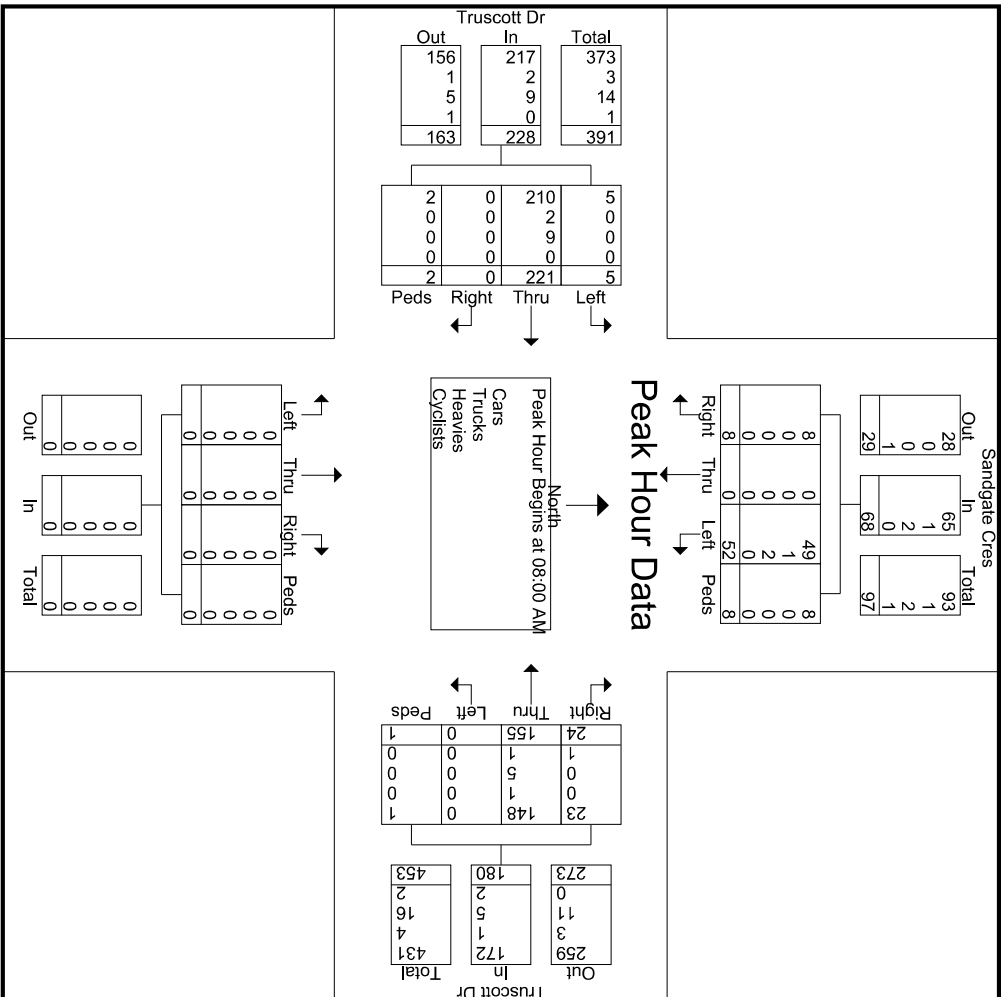 Truscott Dr
Out In Total
156 217 373
1 2 3
5 9 14
1 0 1
163 228 391
2 0 210 5
0 0 2 0
0 0 9 0
0 0 0 0
2 0 221 5
Peds Right Thru Left
Sandgate Cres
Out In Total
28 65 93
0 1 1
0 2 2
1 0 1
29 68 97
8 0 49 8
0 0 1 0
0 0 2 0
0 0 0 0
8 0 52 8
Right Thru Left Peds
Peak Hour Data
North
Peak Hour Begins at 08:00 AM
Cars
Trucks
Heavies
Cyclists
Left Thru Right Peds
0 0 0 0
0 0 0 0
0 0 0 0
0 0 0 0
0 0 0 0
0 0 0
0 0 0
0 0 0
0 0 0
0 0 0
Out In Total
Truscott Dr
Out In Total
259 172 431
3 1 4
11 5 16
0 2 2
273 180 453
23 148 0 1
0 1 0 0
0 5 0 0
1 1 0 0
24 155 0 1
Right Thru Left Peds